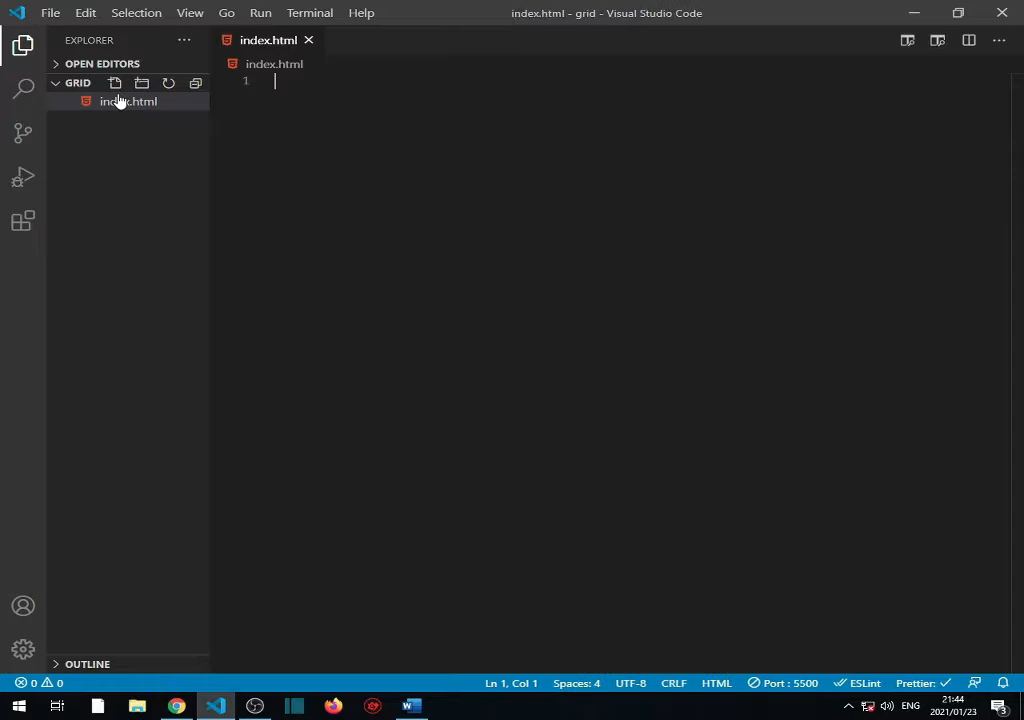 File Edit Selection View Go Run Terminal Help
index.html - grid - Visual Studio Code
EXPLORER
index.html
OPEN EDITORS
index.html
GRID
1
index.html
OUTLINE
0 0
Ln 1, Col 1 Spaces: 4 UTF-8 CRLF HTML Port : 5500 ESLint Prettier:
ENG
21:44
2021/01/23
3